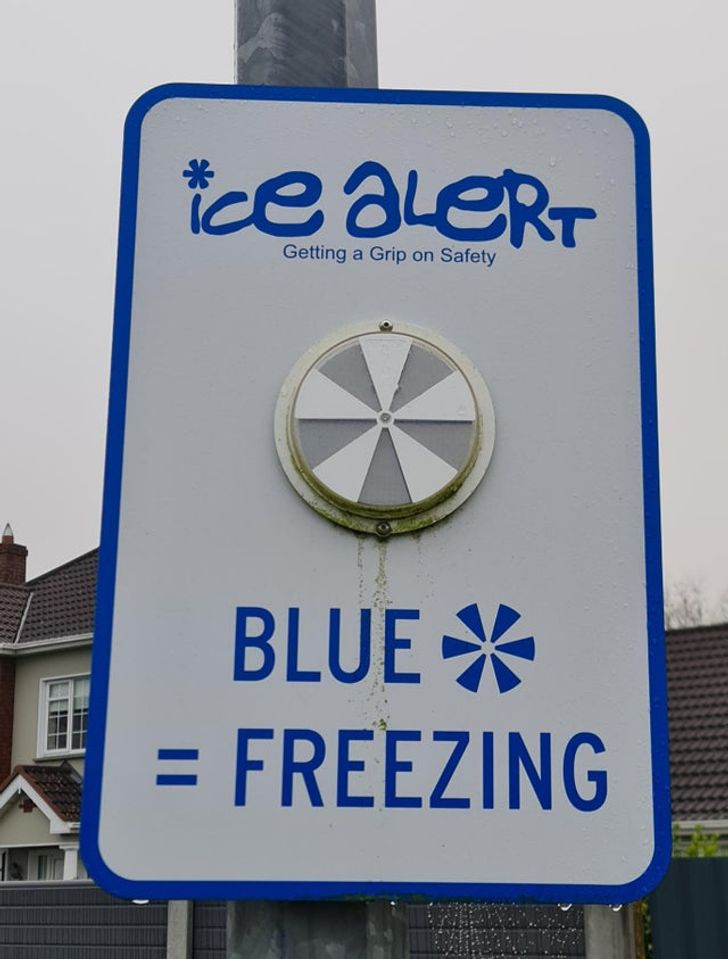 ice aLeRT
Getting a Grip on Safety
BLUE
= FREEZING